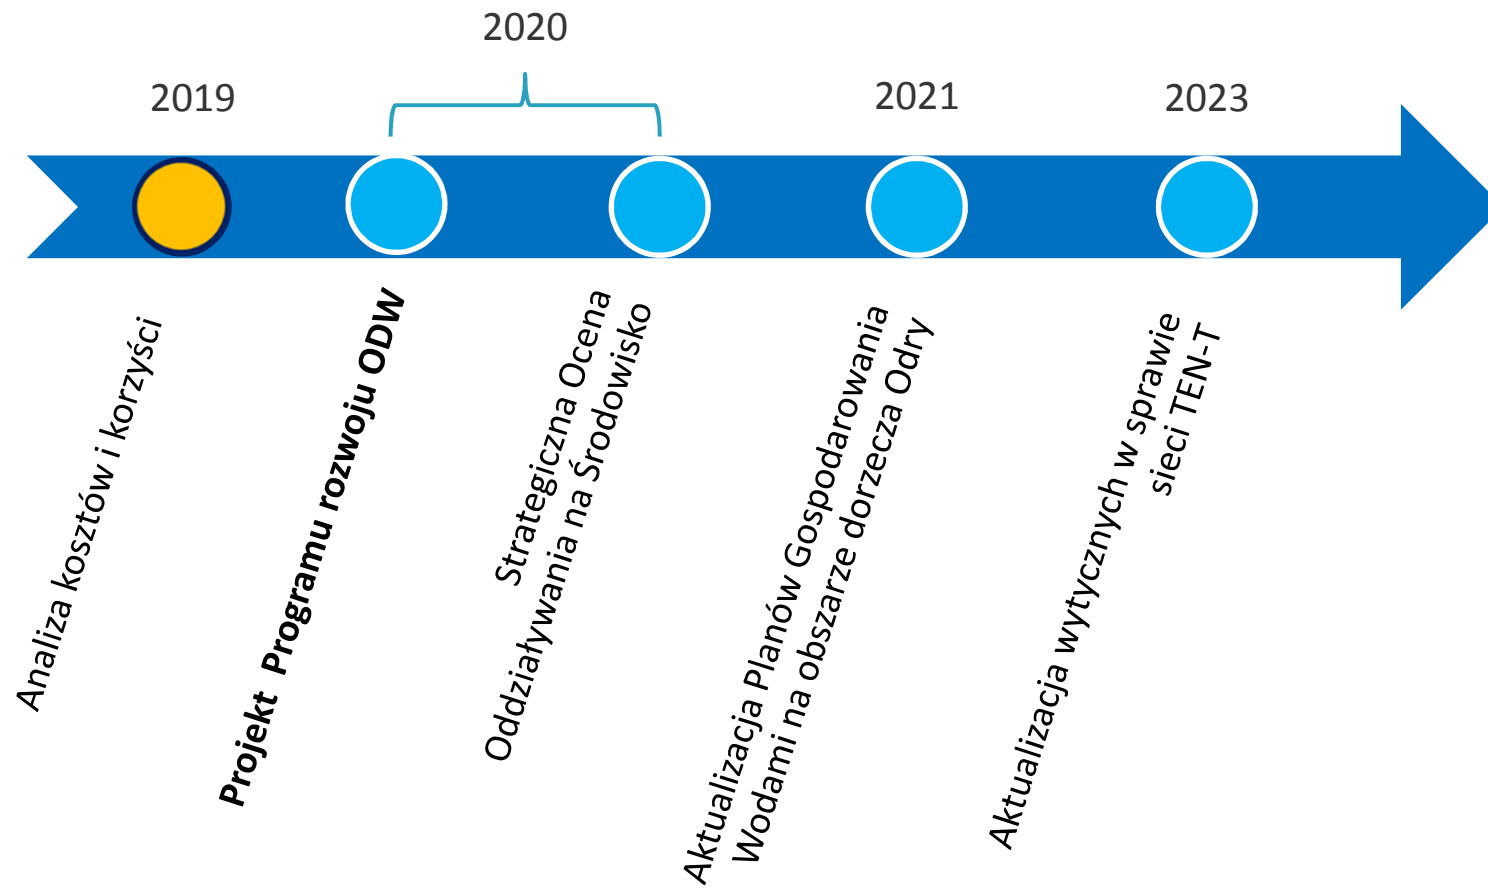 2020
2019
2021
2023
Analiza kosztów i korzyści
Projekt Programu rozwoju ODW
Strategiczna Ocena
Oddziaływania na Środowisko
Aktualizacja Planów Gospodarowania
Wodami na obszarze dorzecza Odry
Aktualizacja wytycznych w sprawie
sieci TEN-T